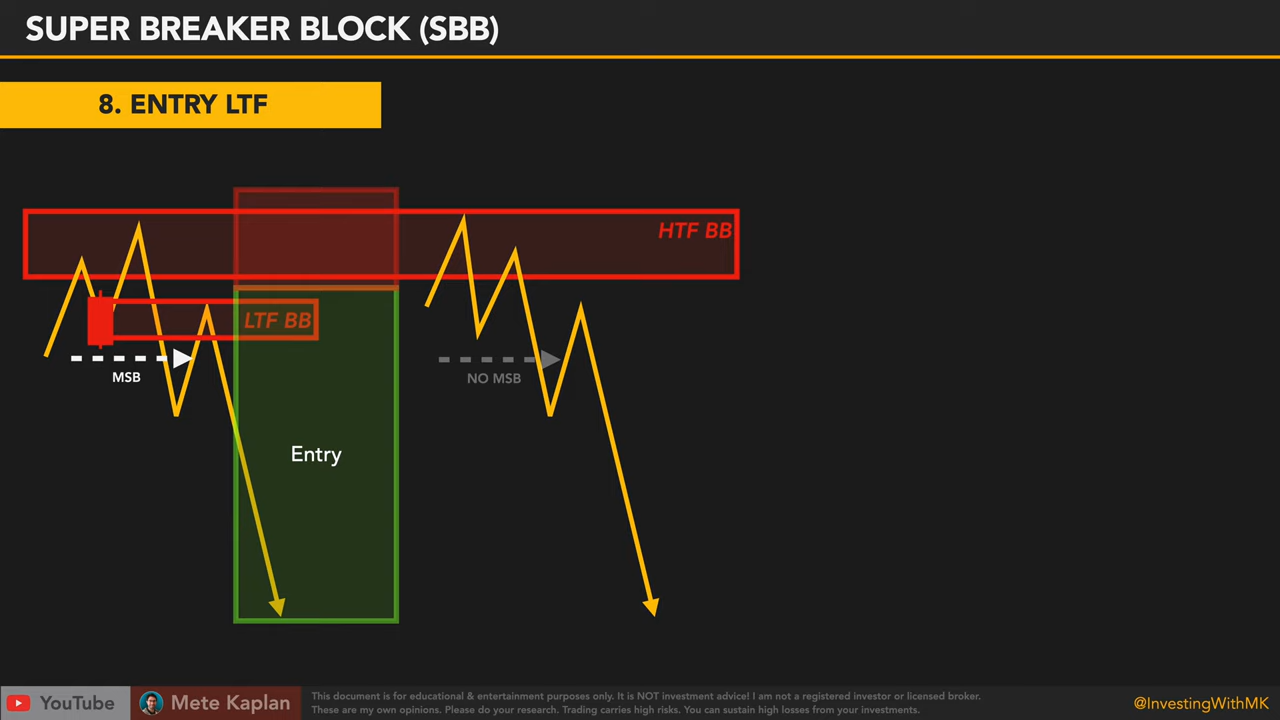 SUPER BREAKER BLOCK (SBB)
8. ENTRY LTF
HTF BB
LTF BB
MSB
NO MSB
Entry
YouTube
Mete Kaplan
This document is for educational & entertainment purposes only. It is NOT investment advice! I am not a registered investor or licensed broker.
These are my own opinions. Please do your research. Trading carries high risks. You can sustain high losses from your investments.
@InvestingWithMK